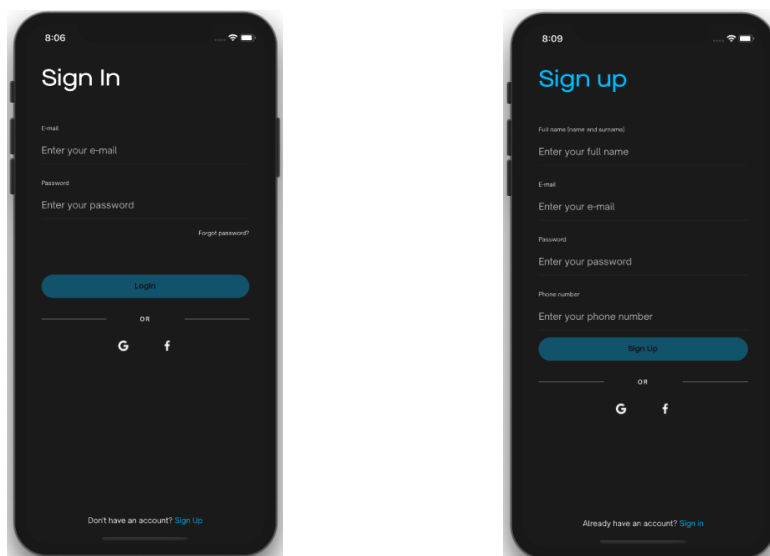 8:06
Sign In
E-mail
Enter your e-mail
Password
Enter your password
Forgot password?
Login
OR
G f
Don't have an account? Sign Up
8:09
Sign up
Full name (name and surname)
Enter your full name
E-mail
Enter your e-mail
Password
Enter your password
Phone number
Enter your phone number
Sign Up
OR
G f
Already have an account? Sign in